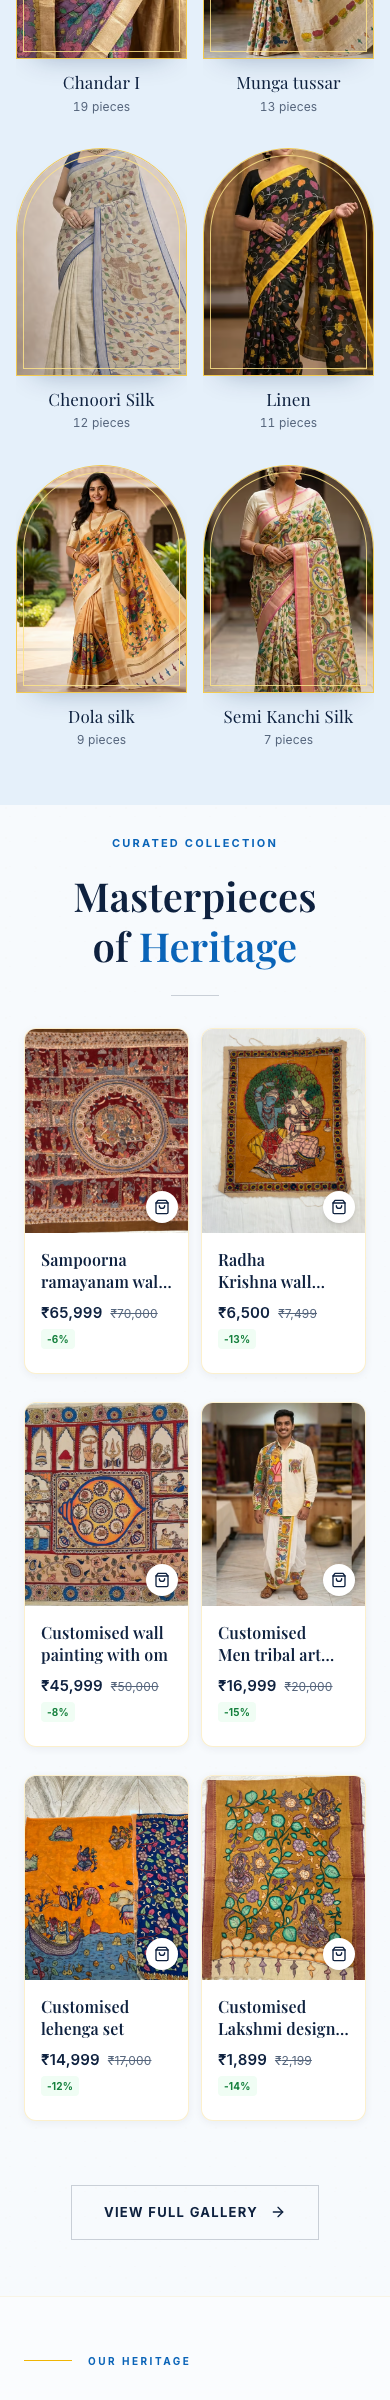 Chandar I
Munga tussar
19 pieces
13 pieces
Chenoori Silk
Linen
12 pieces
11 pieces
Dola silk
Semi Kanchi Silk
9 pieces
7 pieces
CURATED COLLECTION
Masterpieces
of Heritage
Sampoorna
ramayanam wal...
₹65,999 ₹70,000
-6%
Radha
Krishna wall...
₹6,500 ₹7,499
-13%
Customised wall
painting with om
₹45,999 ₹50,000
-8%
Customised
Men tribal art...
₹16,999 ₹20,000
-15%
Customised
lehenga set
₹14,999 ₹17,000
-12%
Customised
Lakshmi design...
₹1,899 ₹2,199
-14%
VIEW FULL GALLERY
OUR HERITAGE